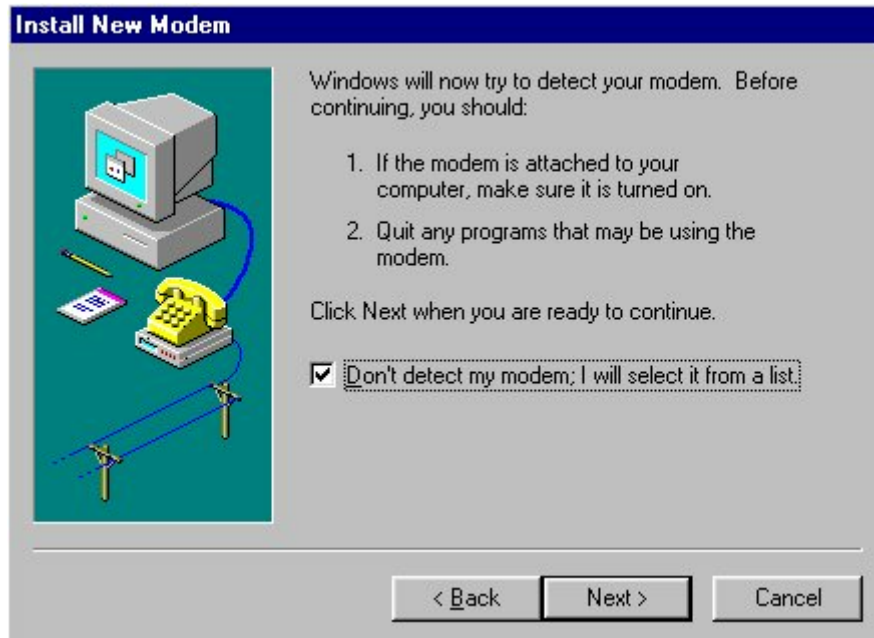 Install New Modem
Windows will now try to detect your modem. Before
continuing, you should:
1. If the modem is attached to your
computer, make sure it is turned on.
2. Quit any programs that may be using the
modem.
Click Next when you are ready to continue.
Don't detect my modem; I will select it from a list.
< Back
Next >
Cancel